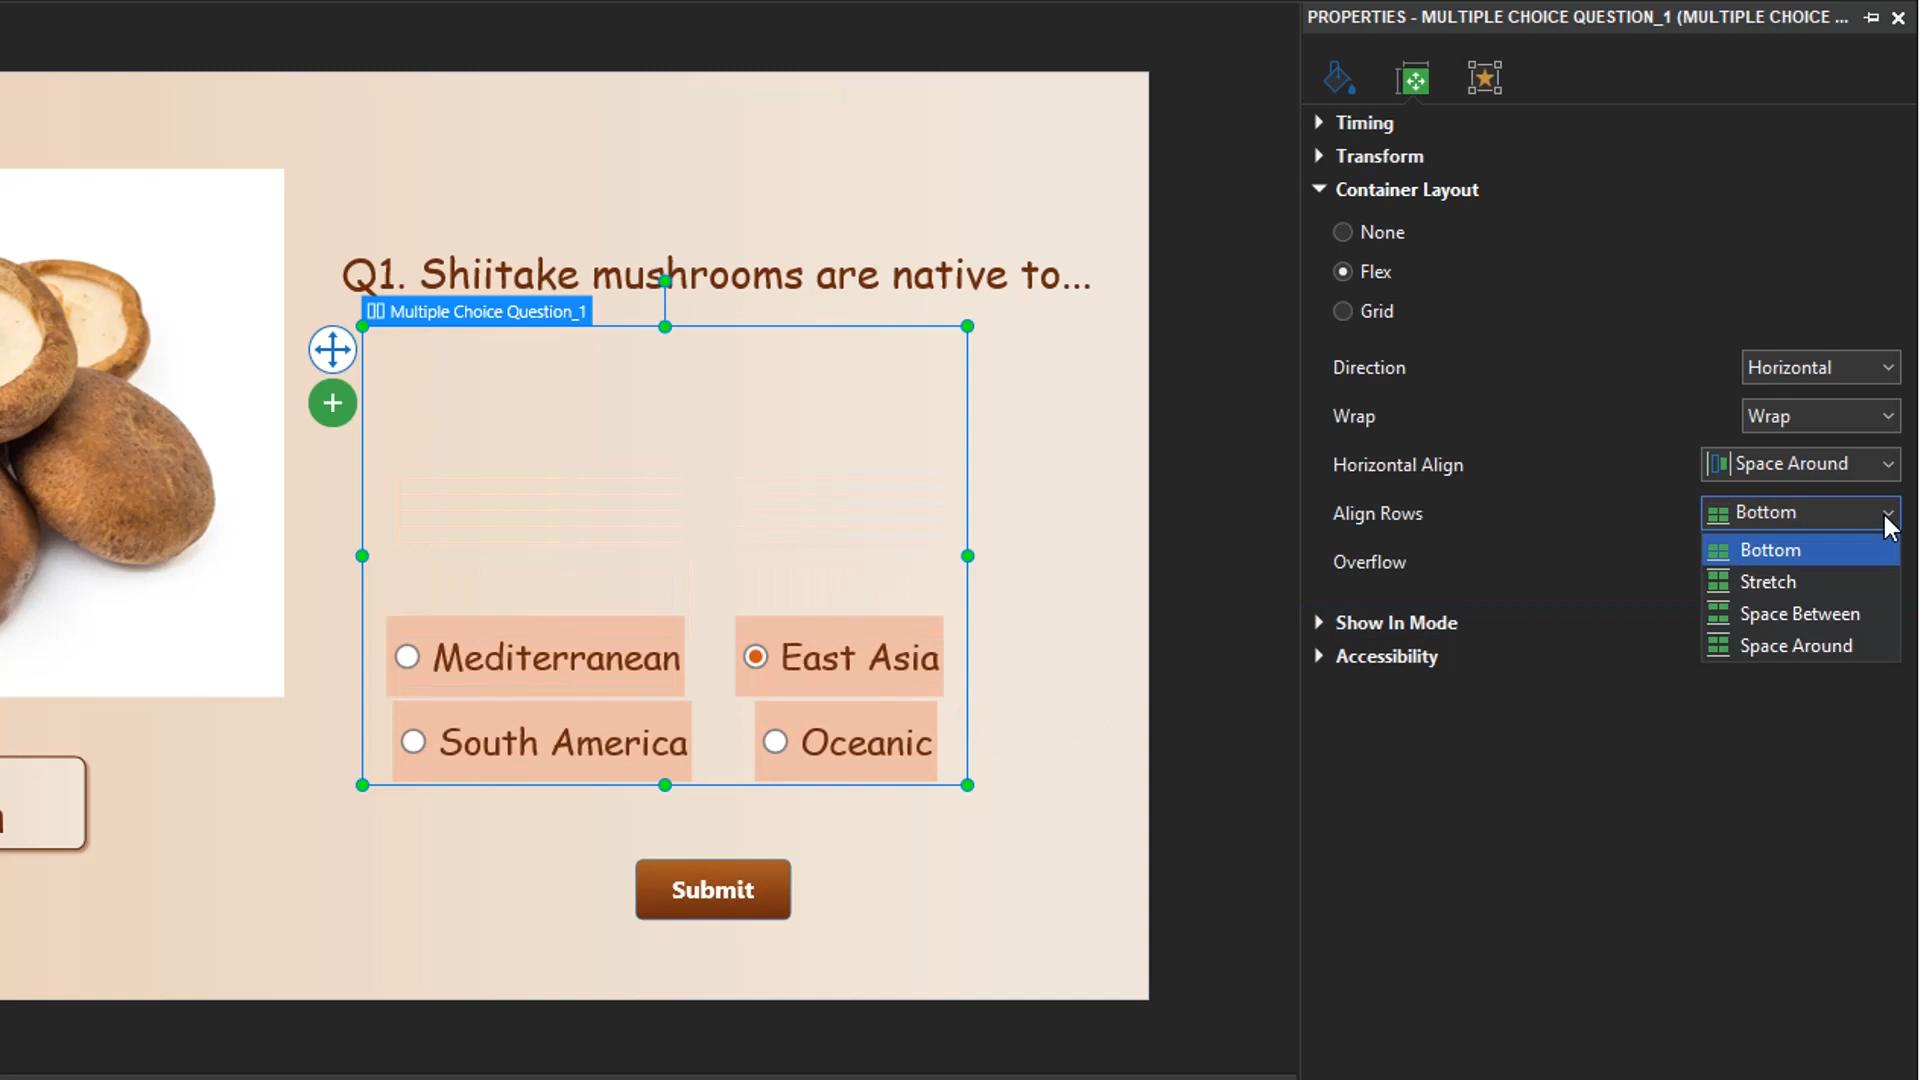 PROPERTIES - MULTIPLE CHOICE QUESTION_1 (MULTIPLE CHOICE ...
Timing
Transform
Container Layout
None
Flex
Grid
Direction
Horizontal
Wrap
Wrap
Horizontal Align
Space Around
Align Rows
Bottom
Bottom
Stretch
Space Between
Space Around
Overflow
Show In Mode
Accessibility
Q1. Shiitake mushrooms are native to...
Multiple Choice Question_1
Mediterranean
East Asia
South America
Oceanic
Submit